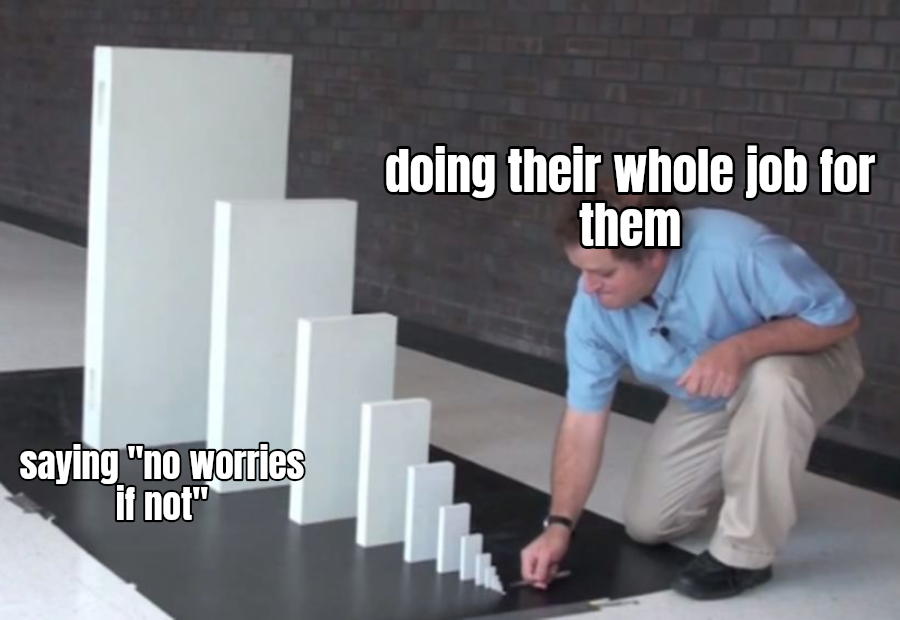 doing their whole job for
them
saying "no worries
if not"